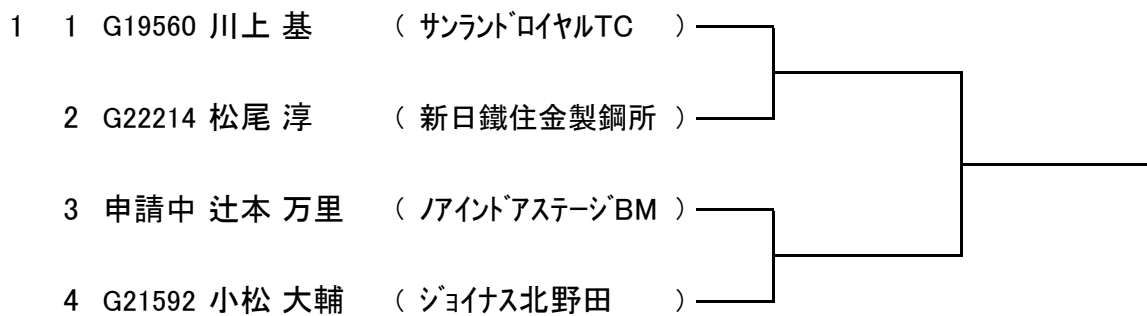 1 1 G19560 川上 基 ( サンランドロイヤルTC )
2 G22214 松尾 淳 ( 新日鐵住金製鋼所 )
3 申請中 辻本 万里 ( ノアインドアステージBM )
4 G21592 小松 大輔 ( ジョイナス北野田 )